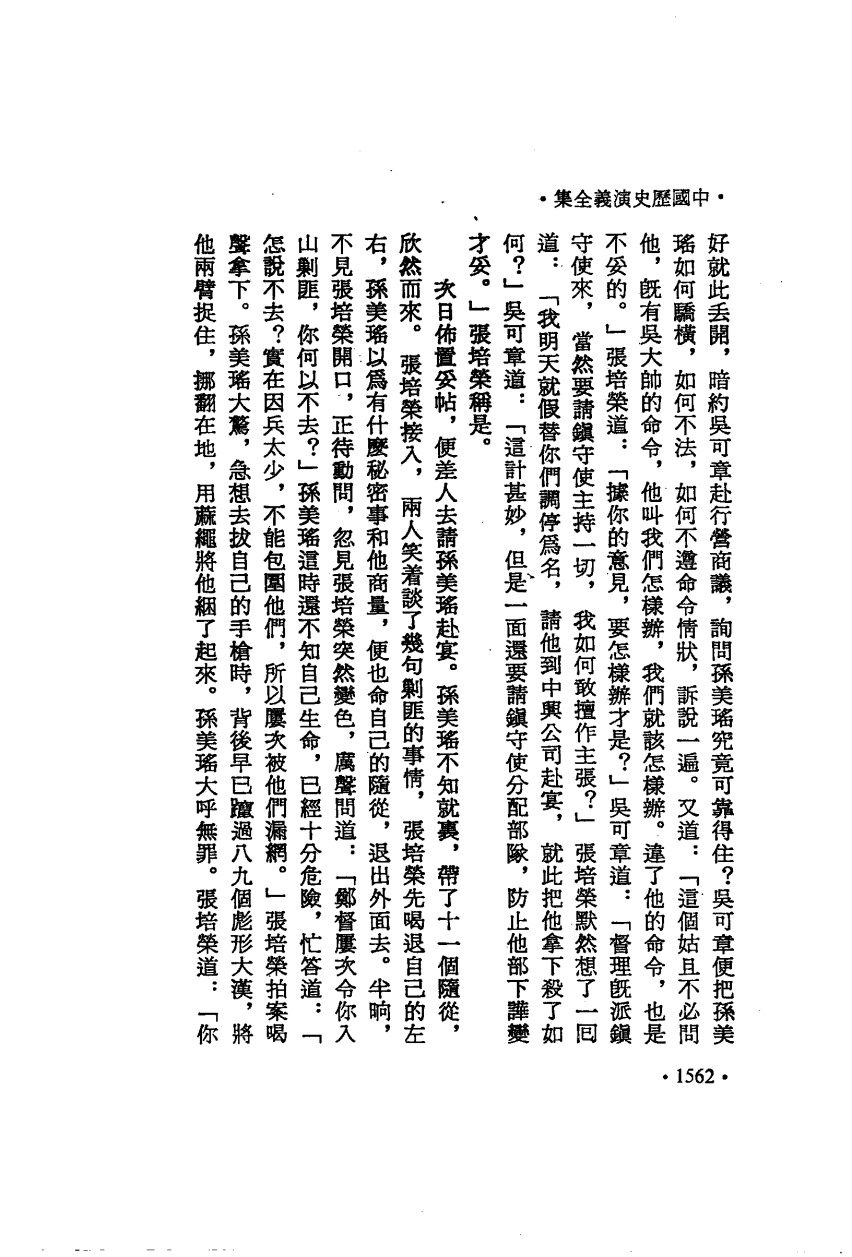 ・中國歷史演義全集・
好就此丢開，暗約吳可章赴行營商議，詢問孫美瑤究竟可靠得住？吳可章便把孫美
瑤如何驕橫，如何不法，如何不遵命令情狀，訴說一遍。又道：「這個姑且不必問
他，旣有吳大帥的命令，他叫我們怎樣辦，我們就該怎樣辦。違了他的命令，也是
不妥的。」張培榮道：「據你的意見，要怎樣辦才是？」吳可章道：「督理旣派鎭
守使來，當然要請鎭守使主持一切，我如何敢擅作主張？」張培榮默然想了一囘
道：「我明天就假替你們調停爲名，請他到中興公司赴宴，就此把他拿下殺了如
何？」吳可章道：「這計甚妙，但是一面還要請鎭守使分配部隊，防止他部下譁變
才妥。」張培榮稱是。
次日佈置妥帖，便差人去請孫美瑤赴宴。孫美瑤不知就裏，帶了十一個隨從，
欣然而來。張培榮接入，兩人笑着談了幾句剿匪的事情，張培榮先喝退自己的左
右，孫美瑤以爲有什麼秘密事和他商量，便也命自己的隨從，退出外面去。半晌，
不見張培榮開口，正待動問，忽見張培榮突然變色，厲聲問道：「鄭督屢次令你入
山剿匪，你何以不去？」孫美瑤這時還不知自己生命，已經十分危險，忙答道：「
怎說不去？實在因兵太少，不能包圍他們，所以屢次被他們漏網。」張培榮拍案喝
聲拿下。孫美瑤大驚，急想去拔自己的手槍時，背後早已躥過八九個彪形大漢，將
他兩臂捉住，掀翻在地，用蔴繩將他綑了起來。孫美瑤大呼無罪。張培榮道：「你
・1562・